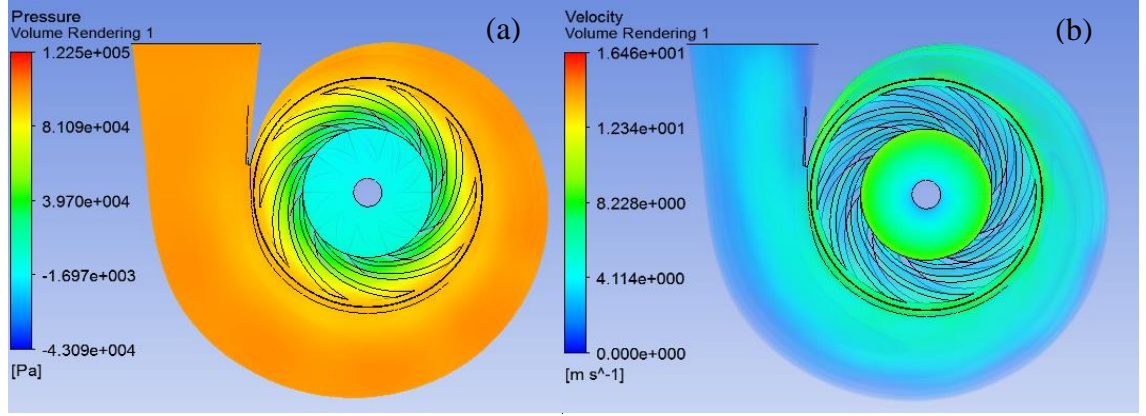 Pressure
Volume Rendering 1
(a)
1.225e+005
8.109e+004
3.970e+004
-1.697e+003
-4.309e+004
[Pa]
Velocity
Volume Rendering 1
(b)
1.646e+001
1.234e+001
8.228e+000
4.114e+000
0.000e+000
[m s^-1]